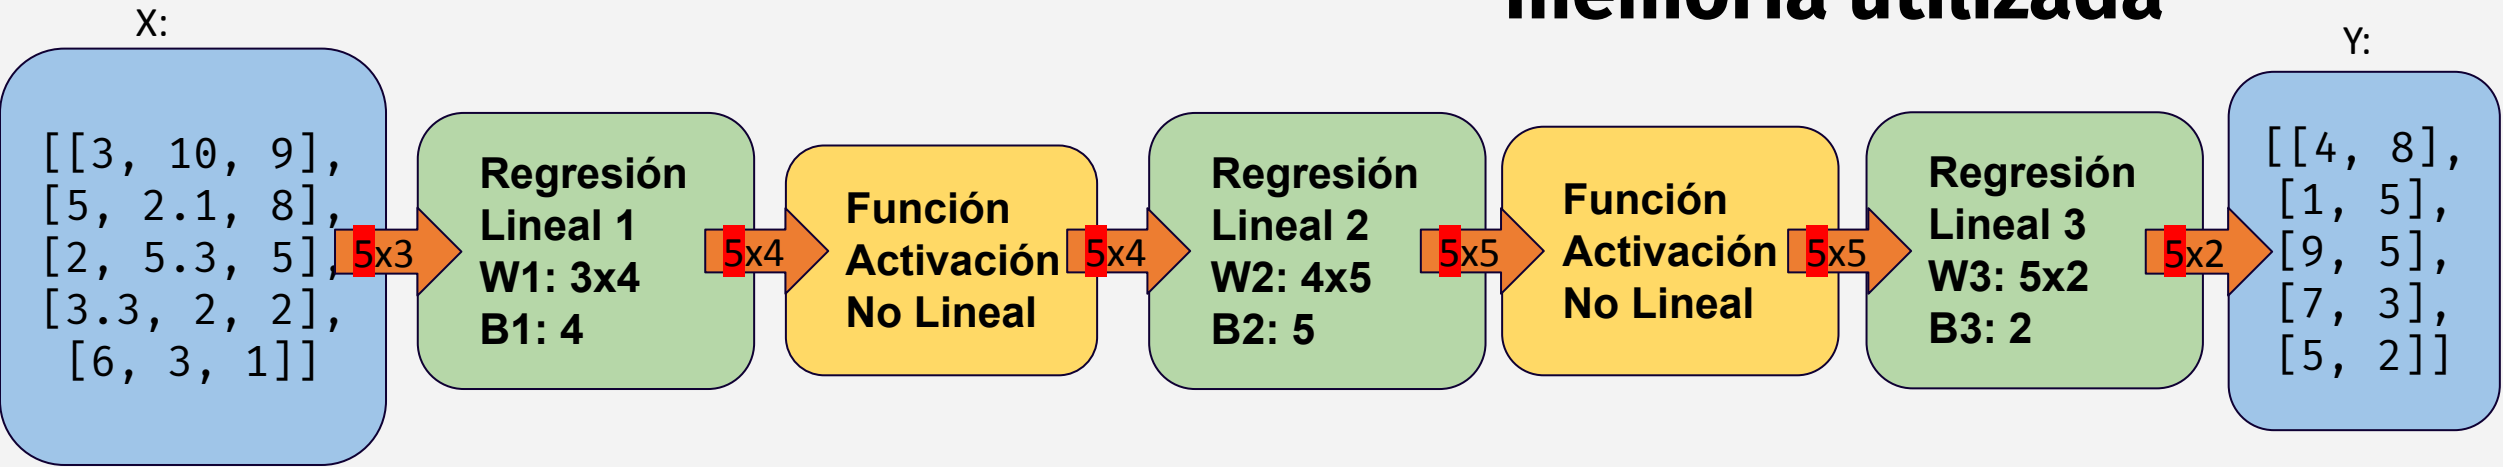 memoria utilizada
X:
[[3, 10, 9],
[5, 2.1, 8],
[2, 5.3, 5],
[3.3, 2, 2],
[6, 3, 1]]
5x3
Regresión
Lineal 1
W1: 3x4
B1: 4
5x4
Función
Activación
No Lineal
5x4
Regresión
Lineal 2
W2: 4x5
B2: 5
5x5
Función
Activación
No Lineal
5x5
Regresión
Lineal 3
W3: 5x2
B3: 2
5x2
Y:
[[4, 8],
[1, 5],
[9, 5],
[7, 3],
[5, 2]]